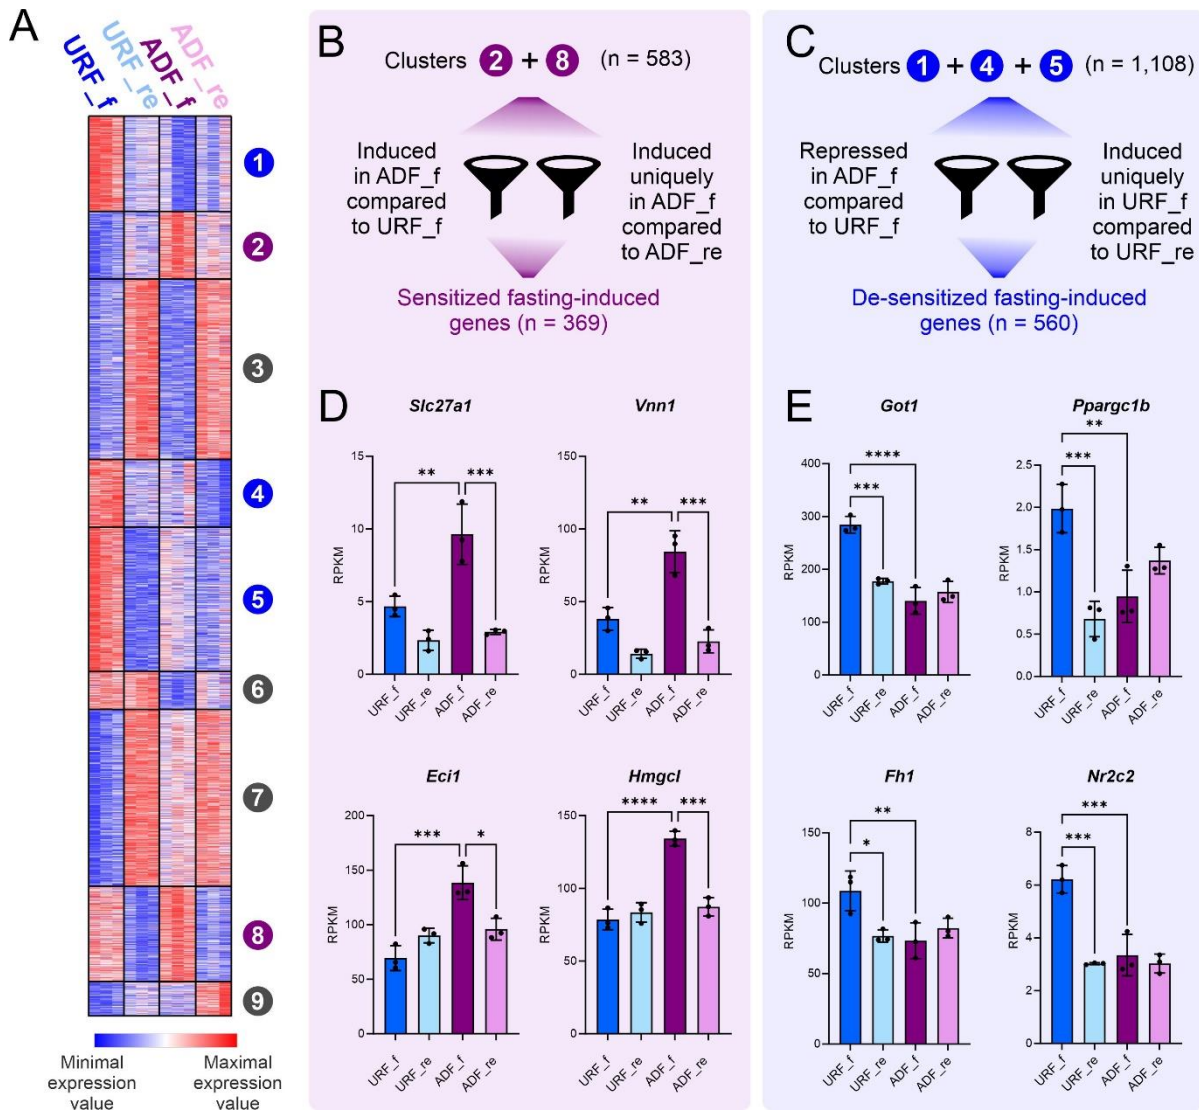 A
URF_f
URF_re
ADF_f
ADF_re
1
2
3
4
5
6
7
8
9
Minimal
expression
value
Maximal
expression
value
B
Clusters 2 + 8 (n = 583)
Induced
in ADF_f
compared
to URF_f
Induced
uniquely
in ADF_f
compared
to ADF_re
Sensitized fasting-induced
genes (n = 369)
C
Clusters 1 + 4 + 5 (n = 1,108)
Repressed
in ADF_f
compared
to URF_f
Induced
uniquely
in URF_f
compared
to URF_re
De-sensitized fasting-induced
genes (n = 560)
D
Slc27a1
RPKM
15
10
5
0
** ***
URF_f URF_re ADF_f ADF_re
Vnn1
RPKM
150
100
50
0
** ***
URF_f URF_re ADF_f ADF_re
Eci1
RPKM
200
150
100
50
0
*** *
URF_f URF_re ADF_f ADF_re
Hmgcl
RPKM
150
100
50
0
**** ***
URF_f URF_re ADF_f ADF_re
E
Got1
RPKM
400
300
200
100
0
****
***
URF_f URF_re ADF_f ADF_re
Ppargc1b
RPKM
2.5
2.0
1.5
1.0
0.5
0.0
**
***
URF_f URF_re ADF_f ADF_re
Fh1
RPKM
150
100
50
0
**
*
URF_f URF_re ADF_f ADF_re
Nr2c2
RPKM
8
6
4
2
0
***
***
URF_f URF_re ADF_f ADF_re